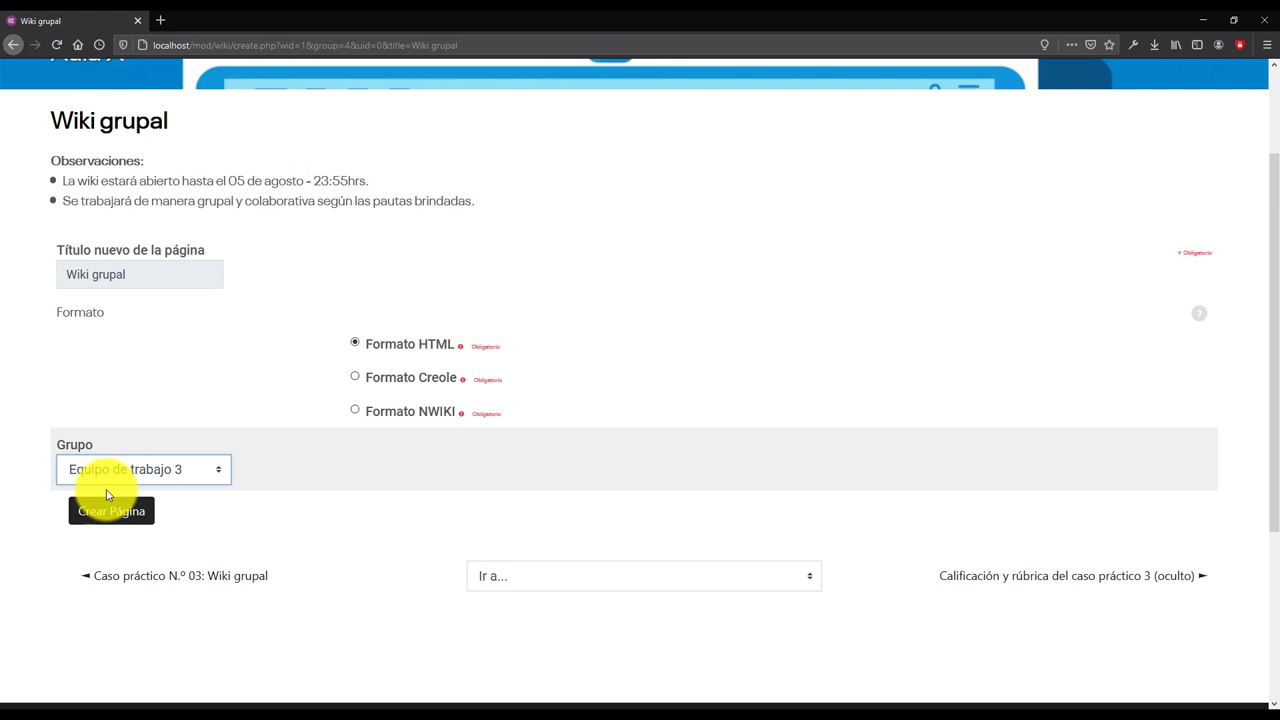 Wiki grupal
localhost/mod/wiki/create.php?wid=1&group=4&uid=0&title=Wiki grupal
Wiki grupal
Observaciones:
La wiki estará abierto hasta el 05 de agosto - 23:55hrs.
Se trabajará de manera grupal y colaborativa según las pautas brindadas.
Título nuevo de la página
Obligatorio
Wiki grupal
Formato
?
Formato HTML Obligatorio
Formato Creole Obligatorio
Formato NWIKI Obligatorio
Grupo
Equipo de trabajo 3
Crear Página
◄ Caso práctico N.º 03: Wiki grupal
Ir a...
Calificación y rúbrica del caso práctico 3 (oculto) ►